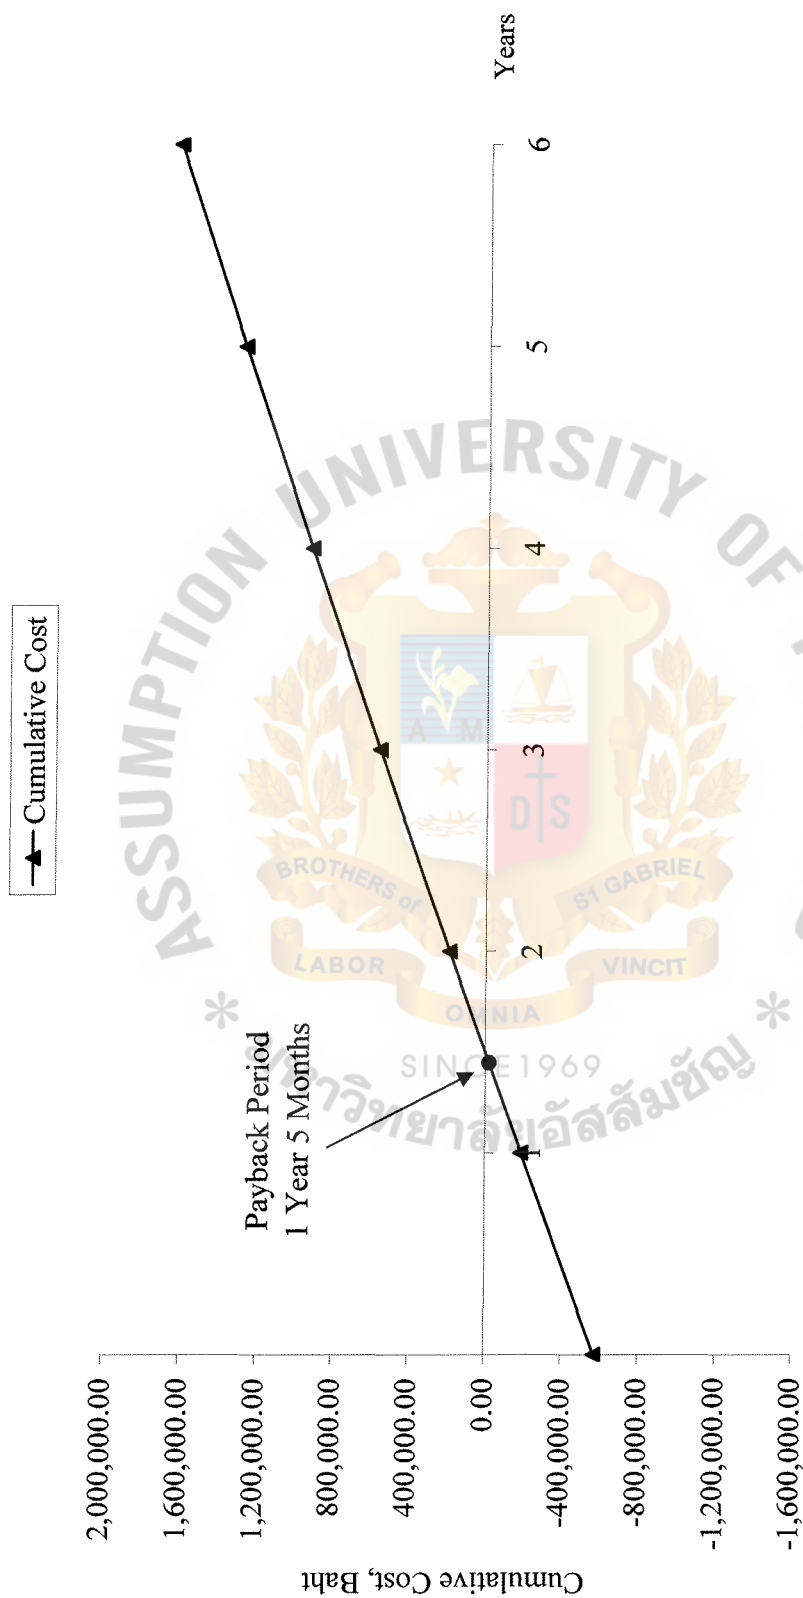 Cumulative Cost
Cumulative Cost, Baht
2,000,000.00
1,600,000.00
1,200,000.00
800,000.00
400,000.00
0.00
-400,000.00
-800,000.00
-1,200,000.00
-1,600,000.00
Payback Period
1 Year 5 Months
1
2
3
4
5
6
Years
ASSUMPTION UNIVERSITY OF
A M
D S
BROTHERS of
S1 GABRIEL
LABOR
OMNIA
VINCIT
SINCE1969
* *